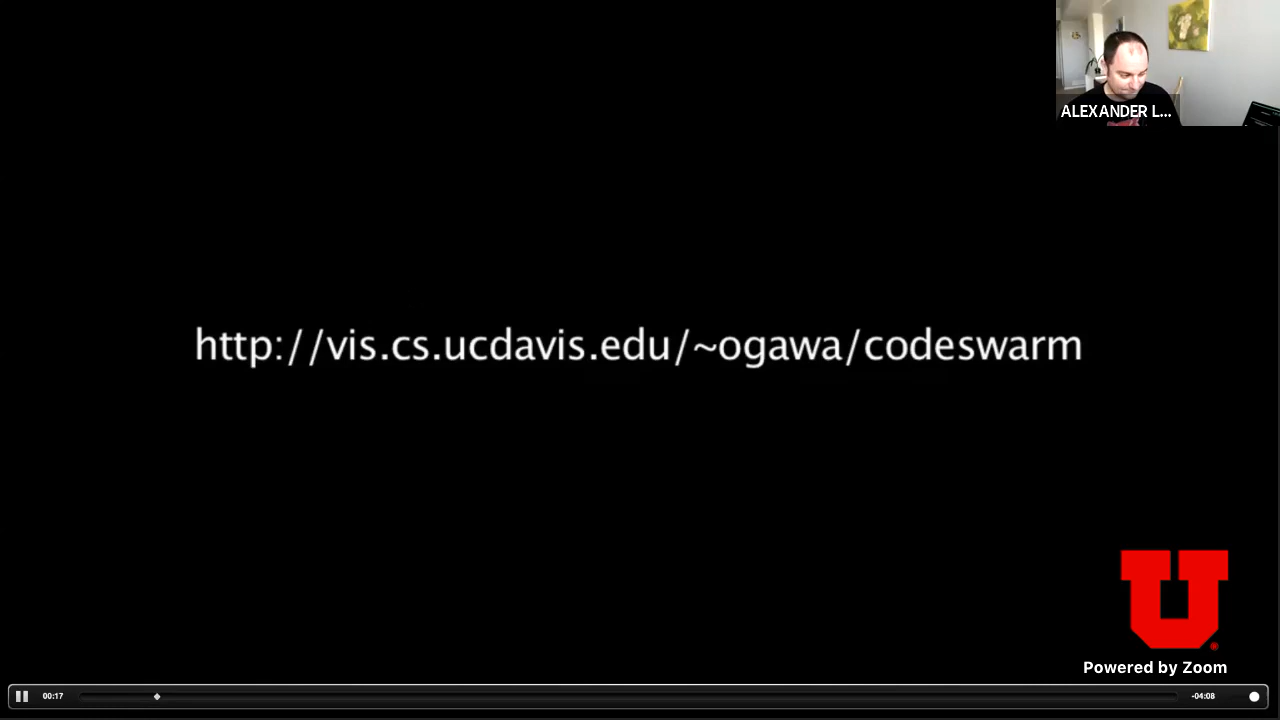 ALEXANDER L...
http://vis.cs.ucdavis.edu/~ogawa/codeswarm
U
®
Powered by Zoom
00:17
-04:08